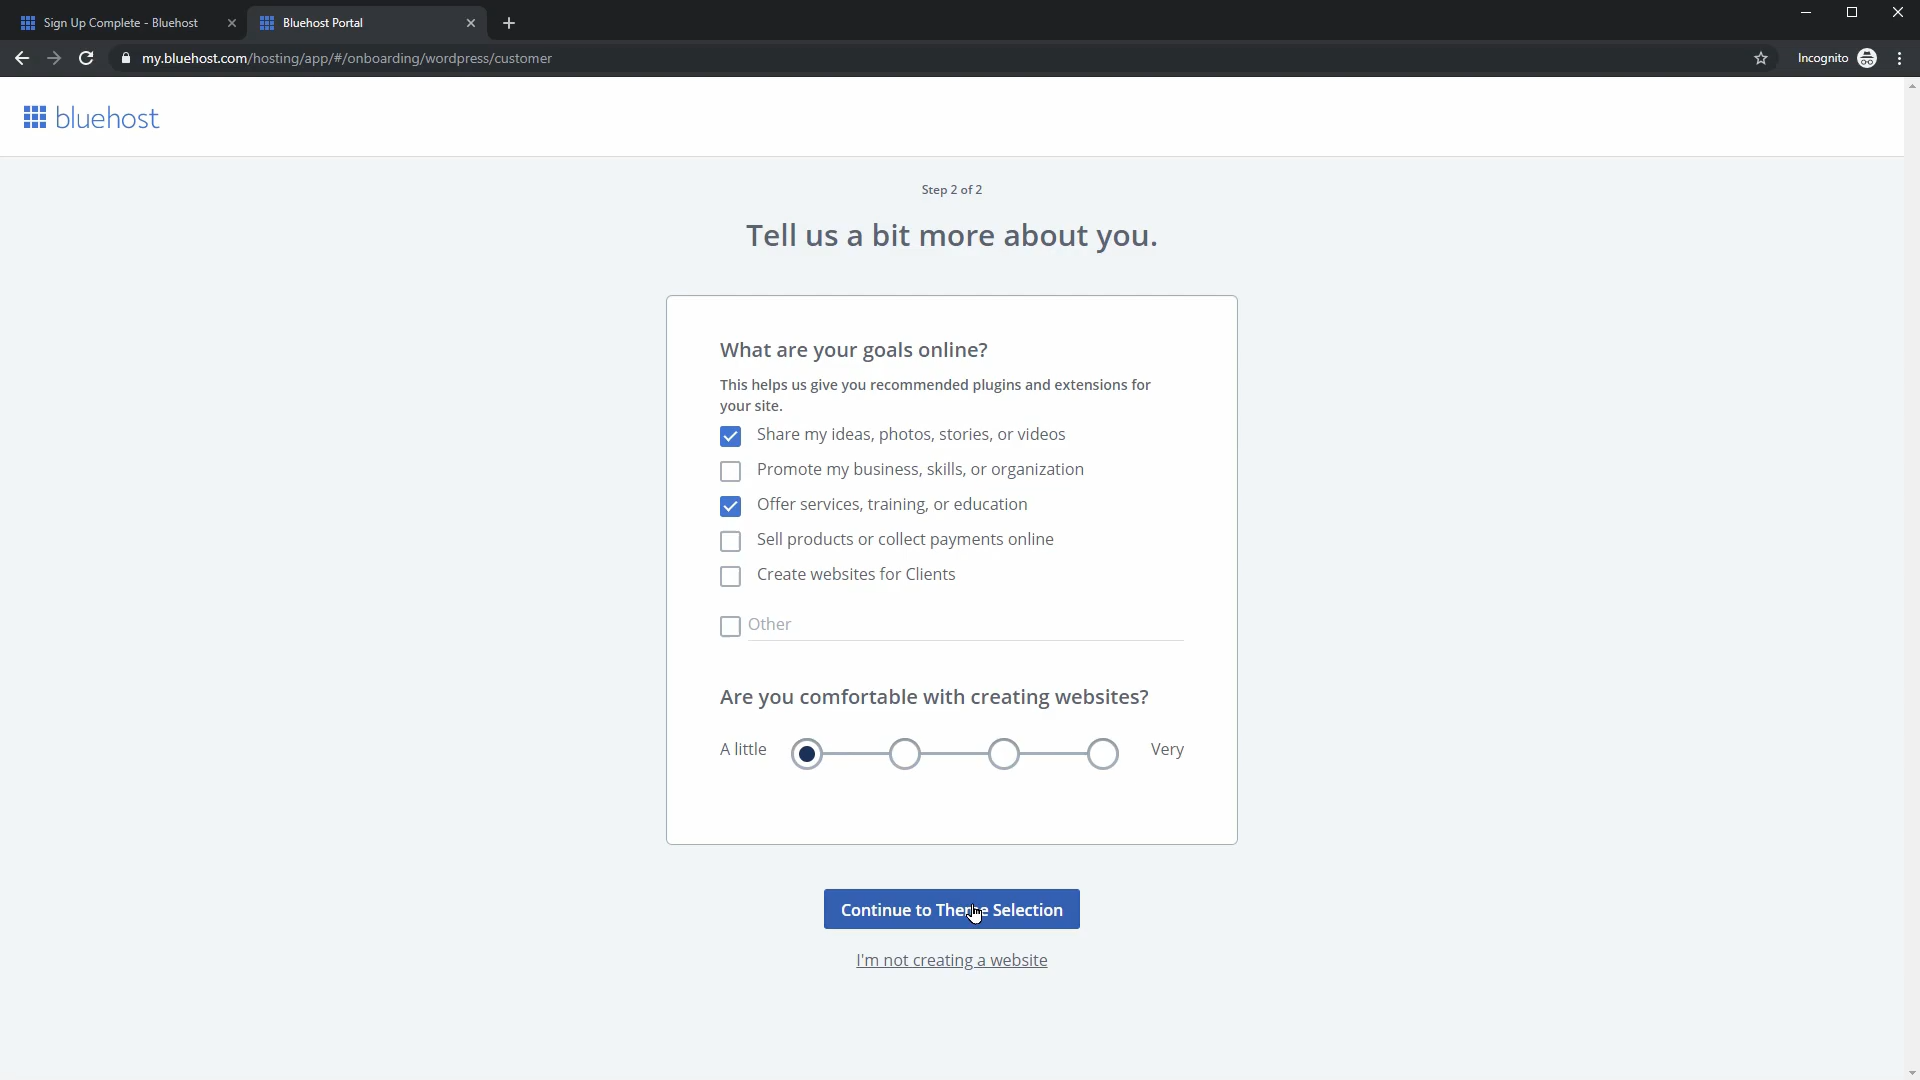 Sign Up Complete - Bluehost
Bluehost Portal
my.bluehost.com/hosting/app/#/onboarding/wordpress/customer
Incognito
bluehost
Step 2 of 2
Tell us a bit more about you.
What are your goals online?
This helps us give you recommended plugins and extensions for
your site.
Share my ideas, photos, stories, or videos
Promote my business, skills, or organization
Offer services, training, or education
Sell products or collect payments online
Create websites for Clients
Other
Are you comfortable with creating websites?
A little
Very
Continue to Theme Selection
I'm not creating a website